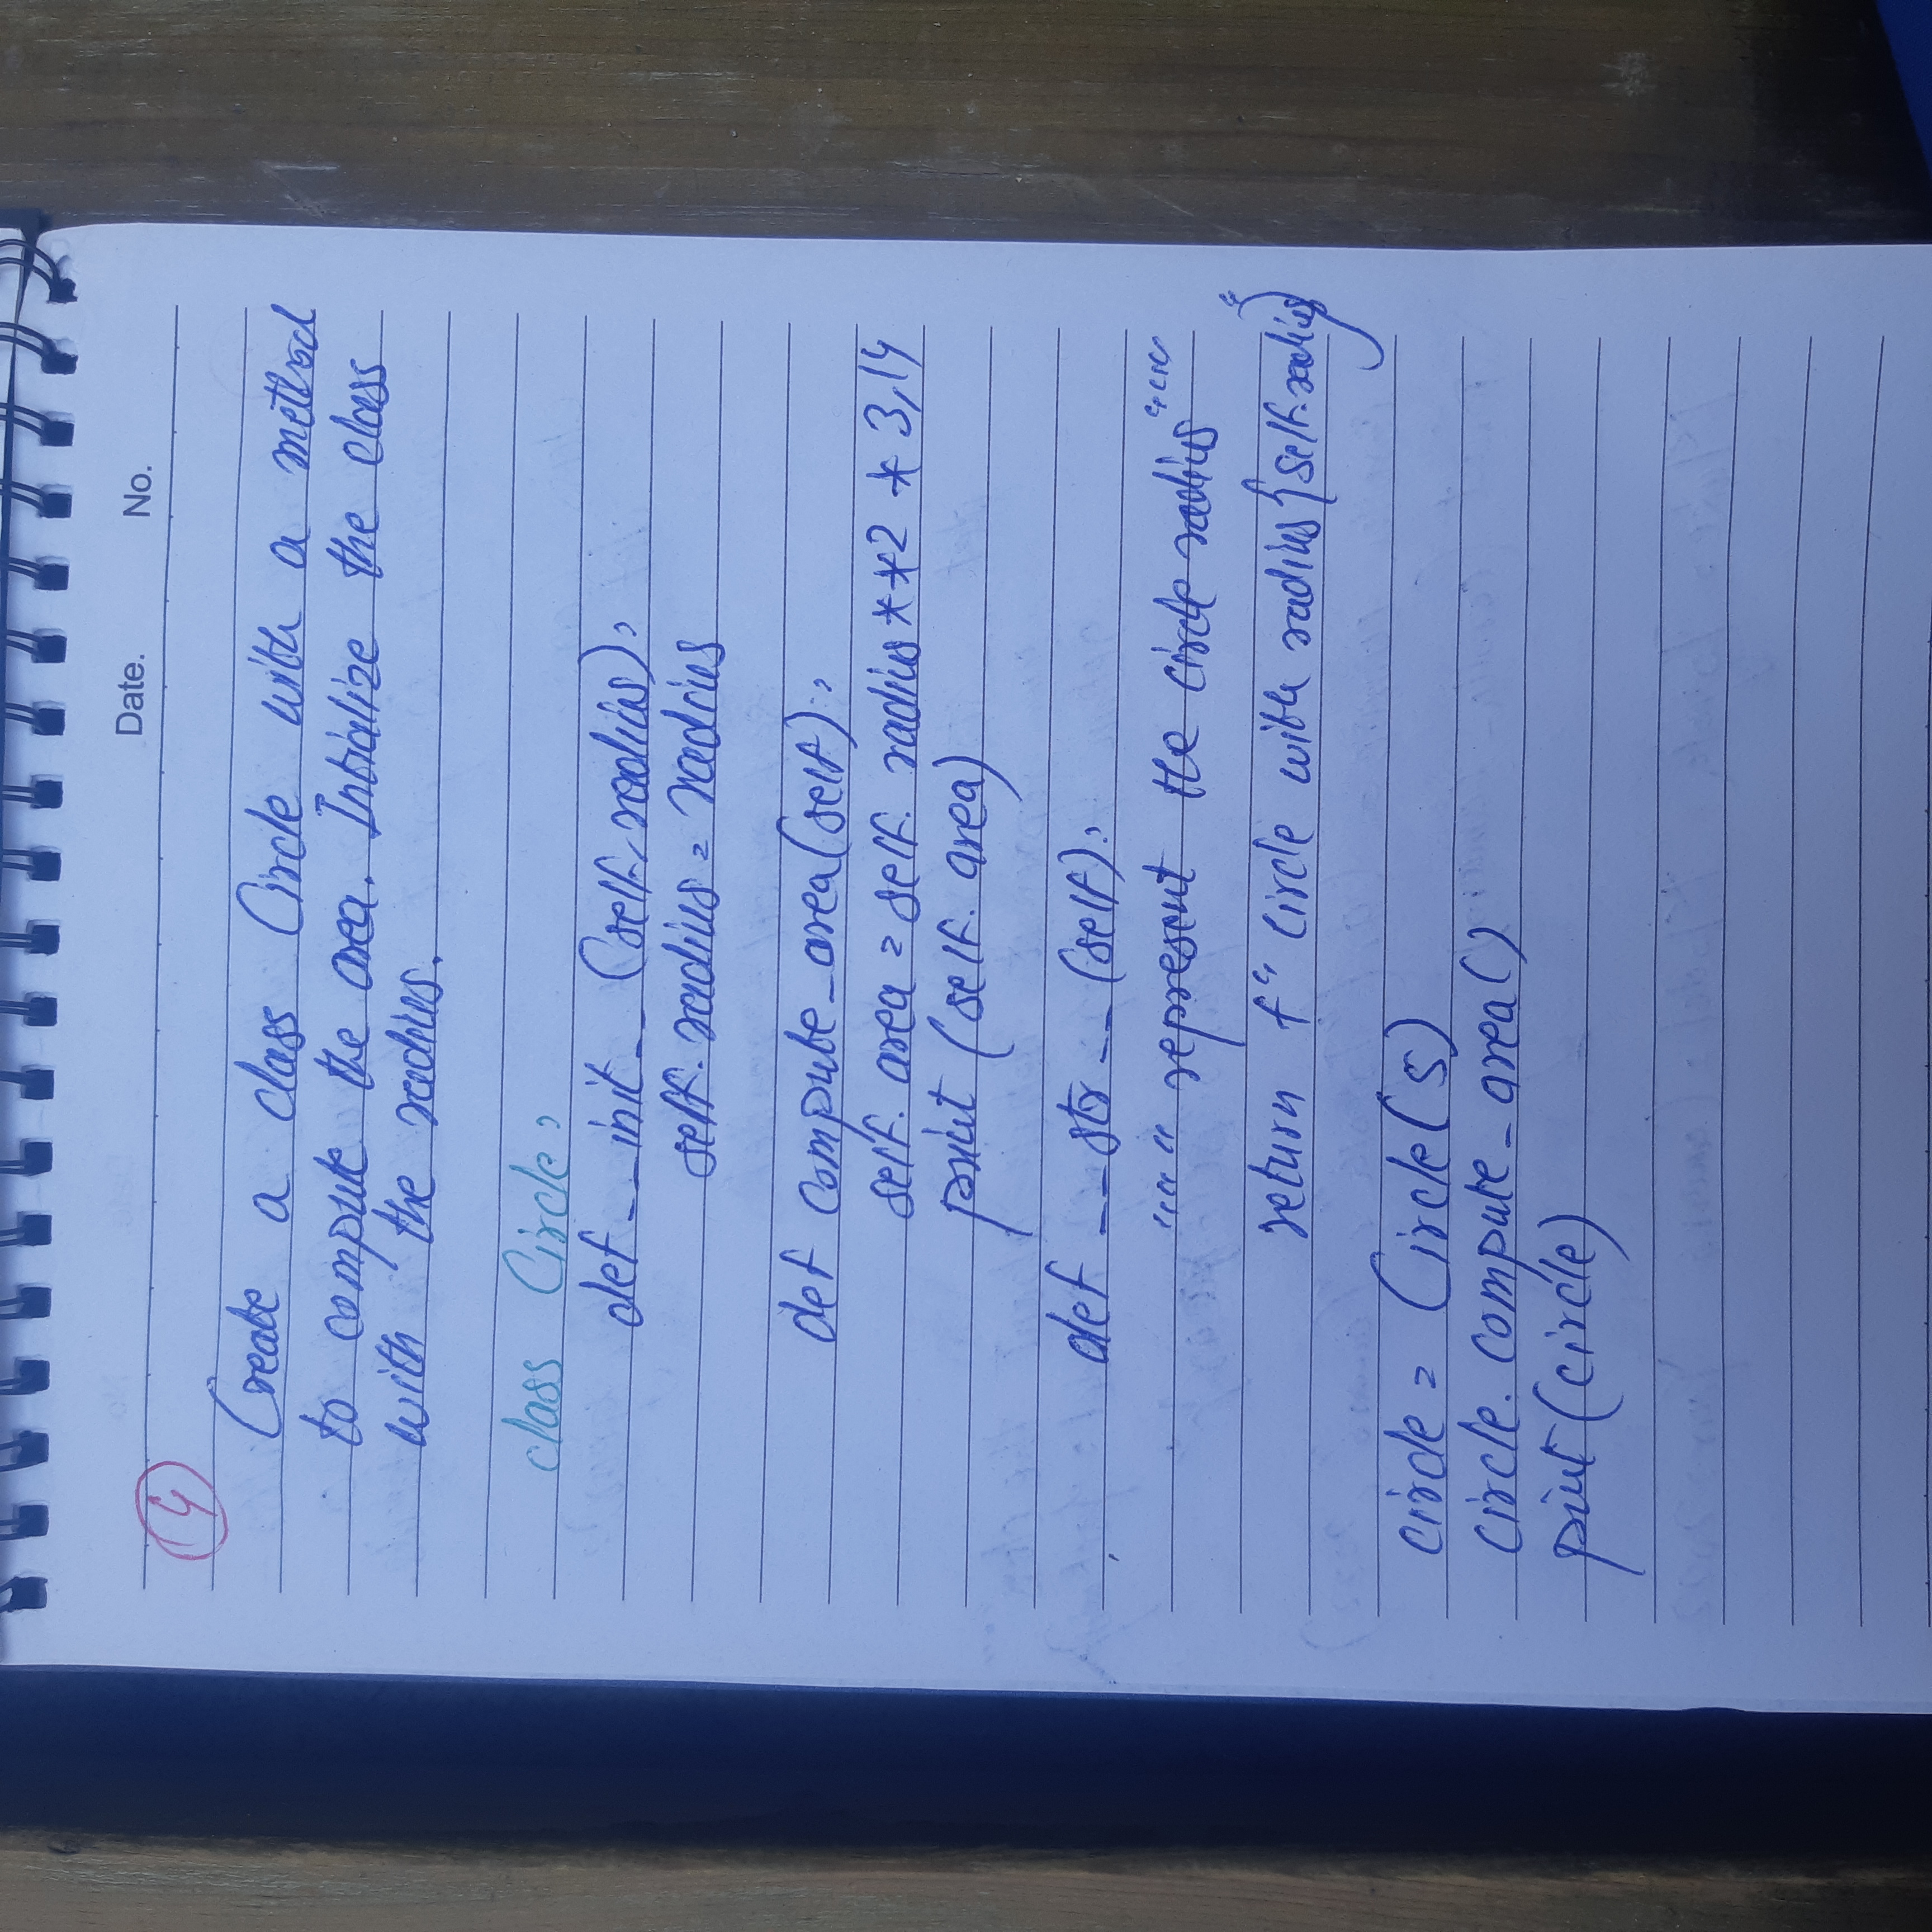 Date. No.
4
Create a class Circle with a method
to compute the area. Initialize the class
with the radius.
class Circle:
def __init__ (self, radius):
self.radius = radius
def compute_area(self):
self.area = self.radius**2 * 3,14
print (self.area)
def __str__ (self):
""" represent the circle radius """
return f"Circle with radius {self.radius}"
circle = Circle(5)
circle.compute_area()
print(circle)